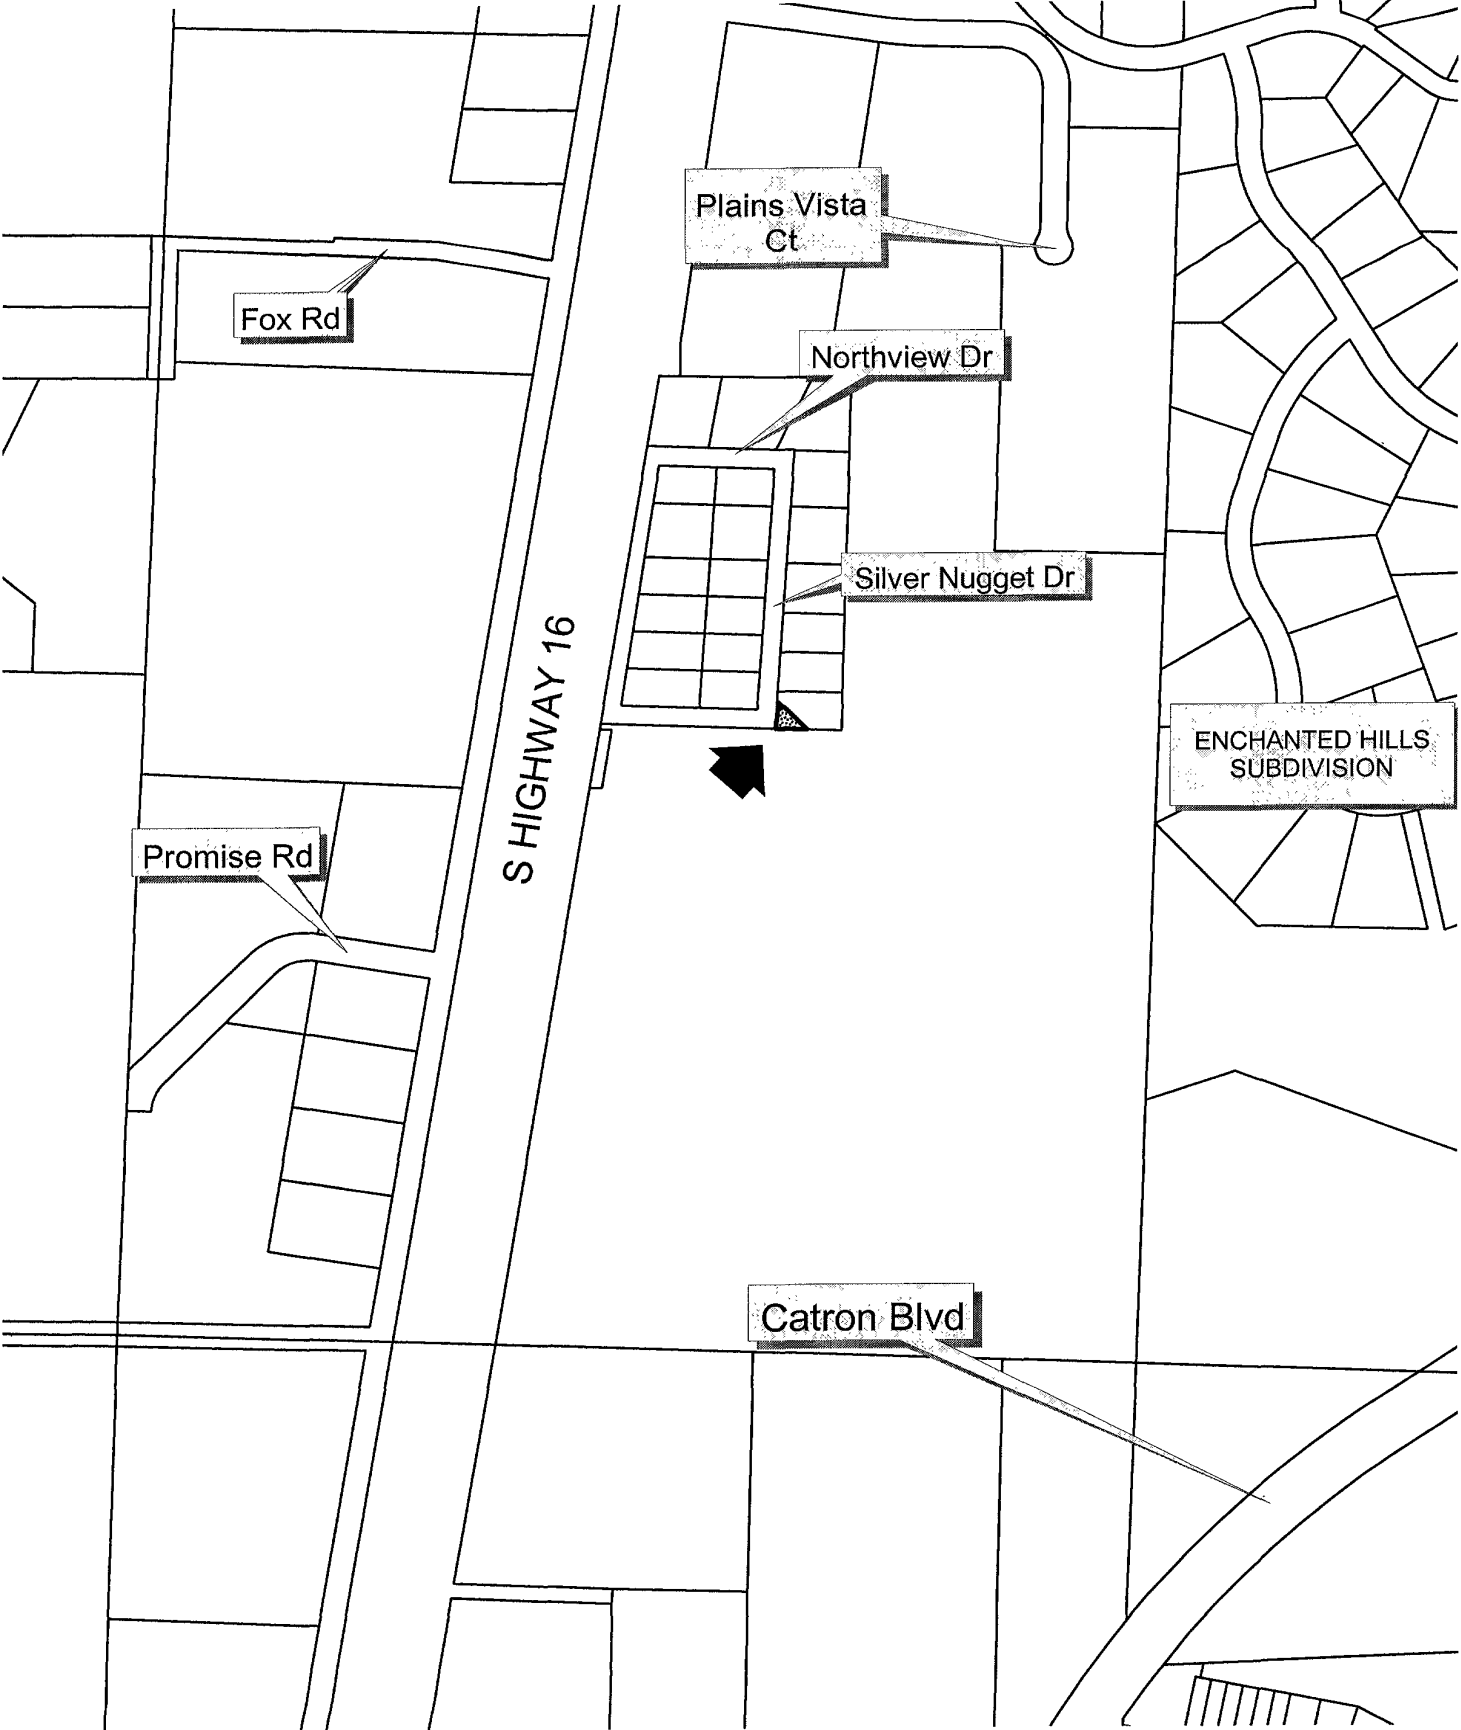 Plains Vista
Ct
Fox Rd
Northview Dr
Silver Nugget Dr
S HIGHWAY 16
ENCHANTED HILLS
SUBDIVISION
Promise Rd
Catron Blvd